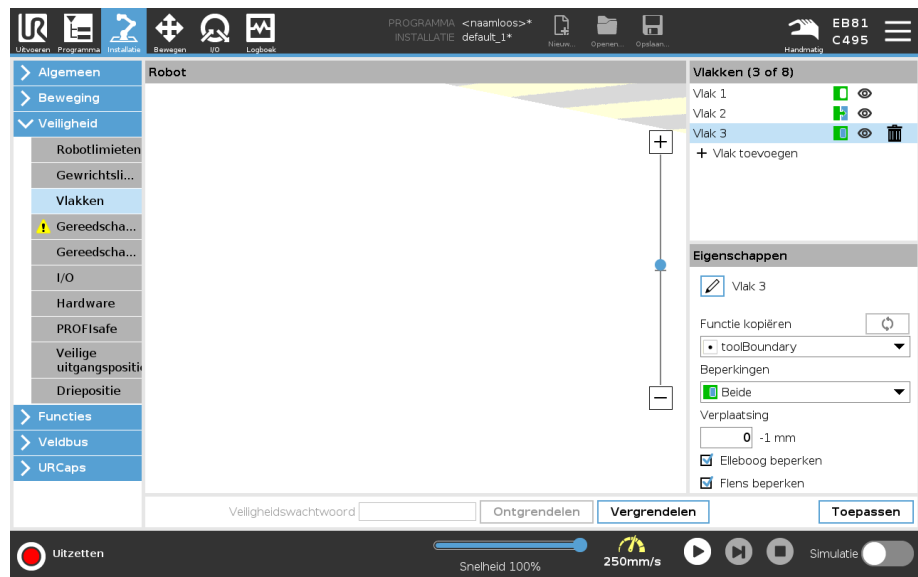 PROGRAMMA <naamloos>*
INSTALLATIE default_1*
Uitvoeren
Programma
Installatie
Bewegen
I/O
Logboek
Nieuw...
Openen...
Opslaan...
Handmatig
EB81
C495
Algemeen
Beweging
Veiligheid
Robotlimieten
Gewrichtsli...
Vlakken
Gereedscha...
Gereedscha...
I/O
Hardware
PROFIsafe
Veilige
uitgangspositi
Driepositie
Functies
Veldbus
URCaps
Robot
Vlakken (3 of 8)
Vlak 1
Vlak 2
Vlak 3
+ Vlak toevoegen
Eigenschappen
Vlak 3
Functie kopiëren
toolBoundary
Beperkingen
Beide
Verplaatsing
0 -1 mm
Elleboog beperken
Flens beperken
Veiligheidswachtwoord
Ontgrendelen
Vergrendelen
Toepassen
Uitzetten
Snelheid 100%
250mm/s
Simulatie